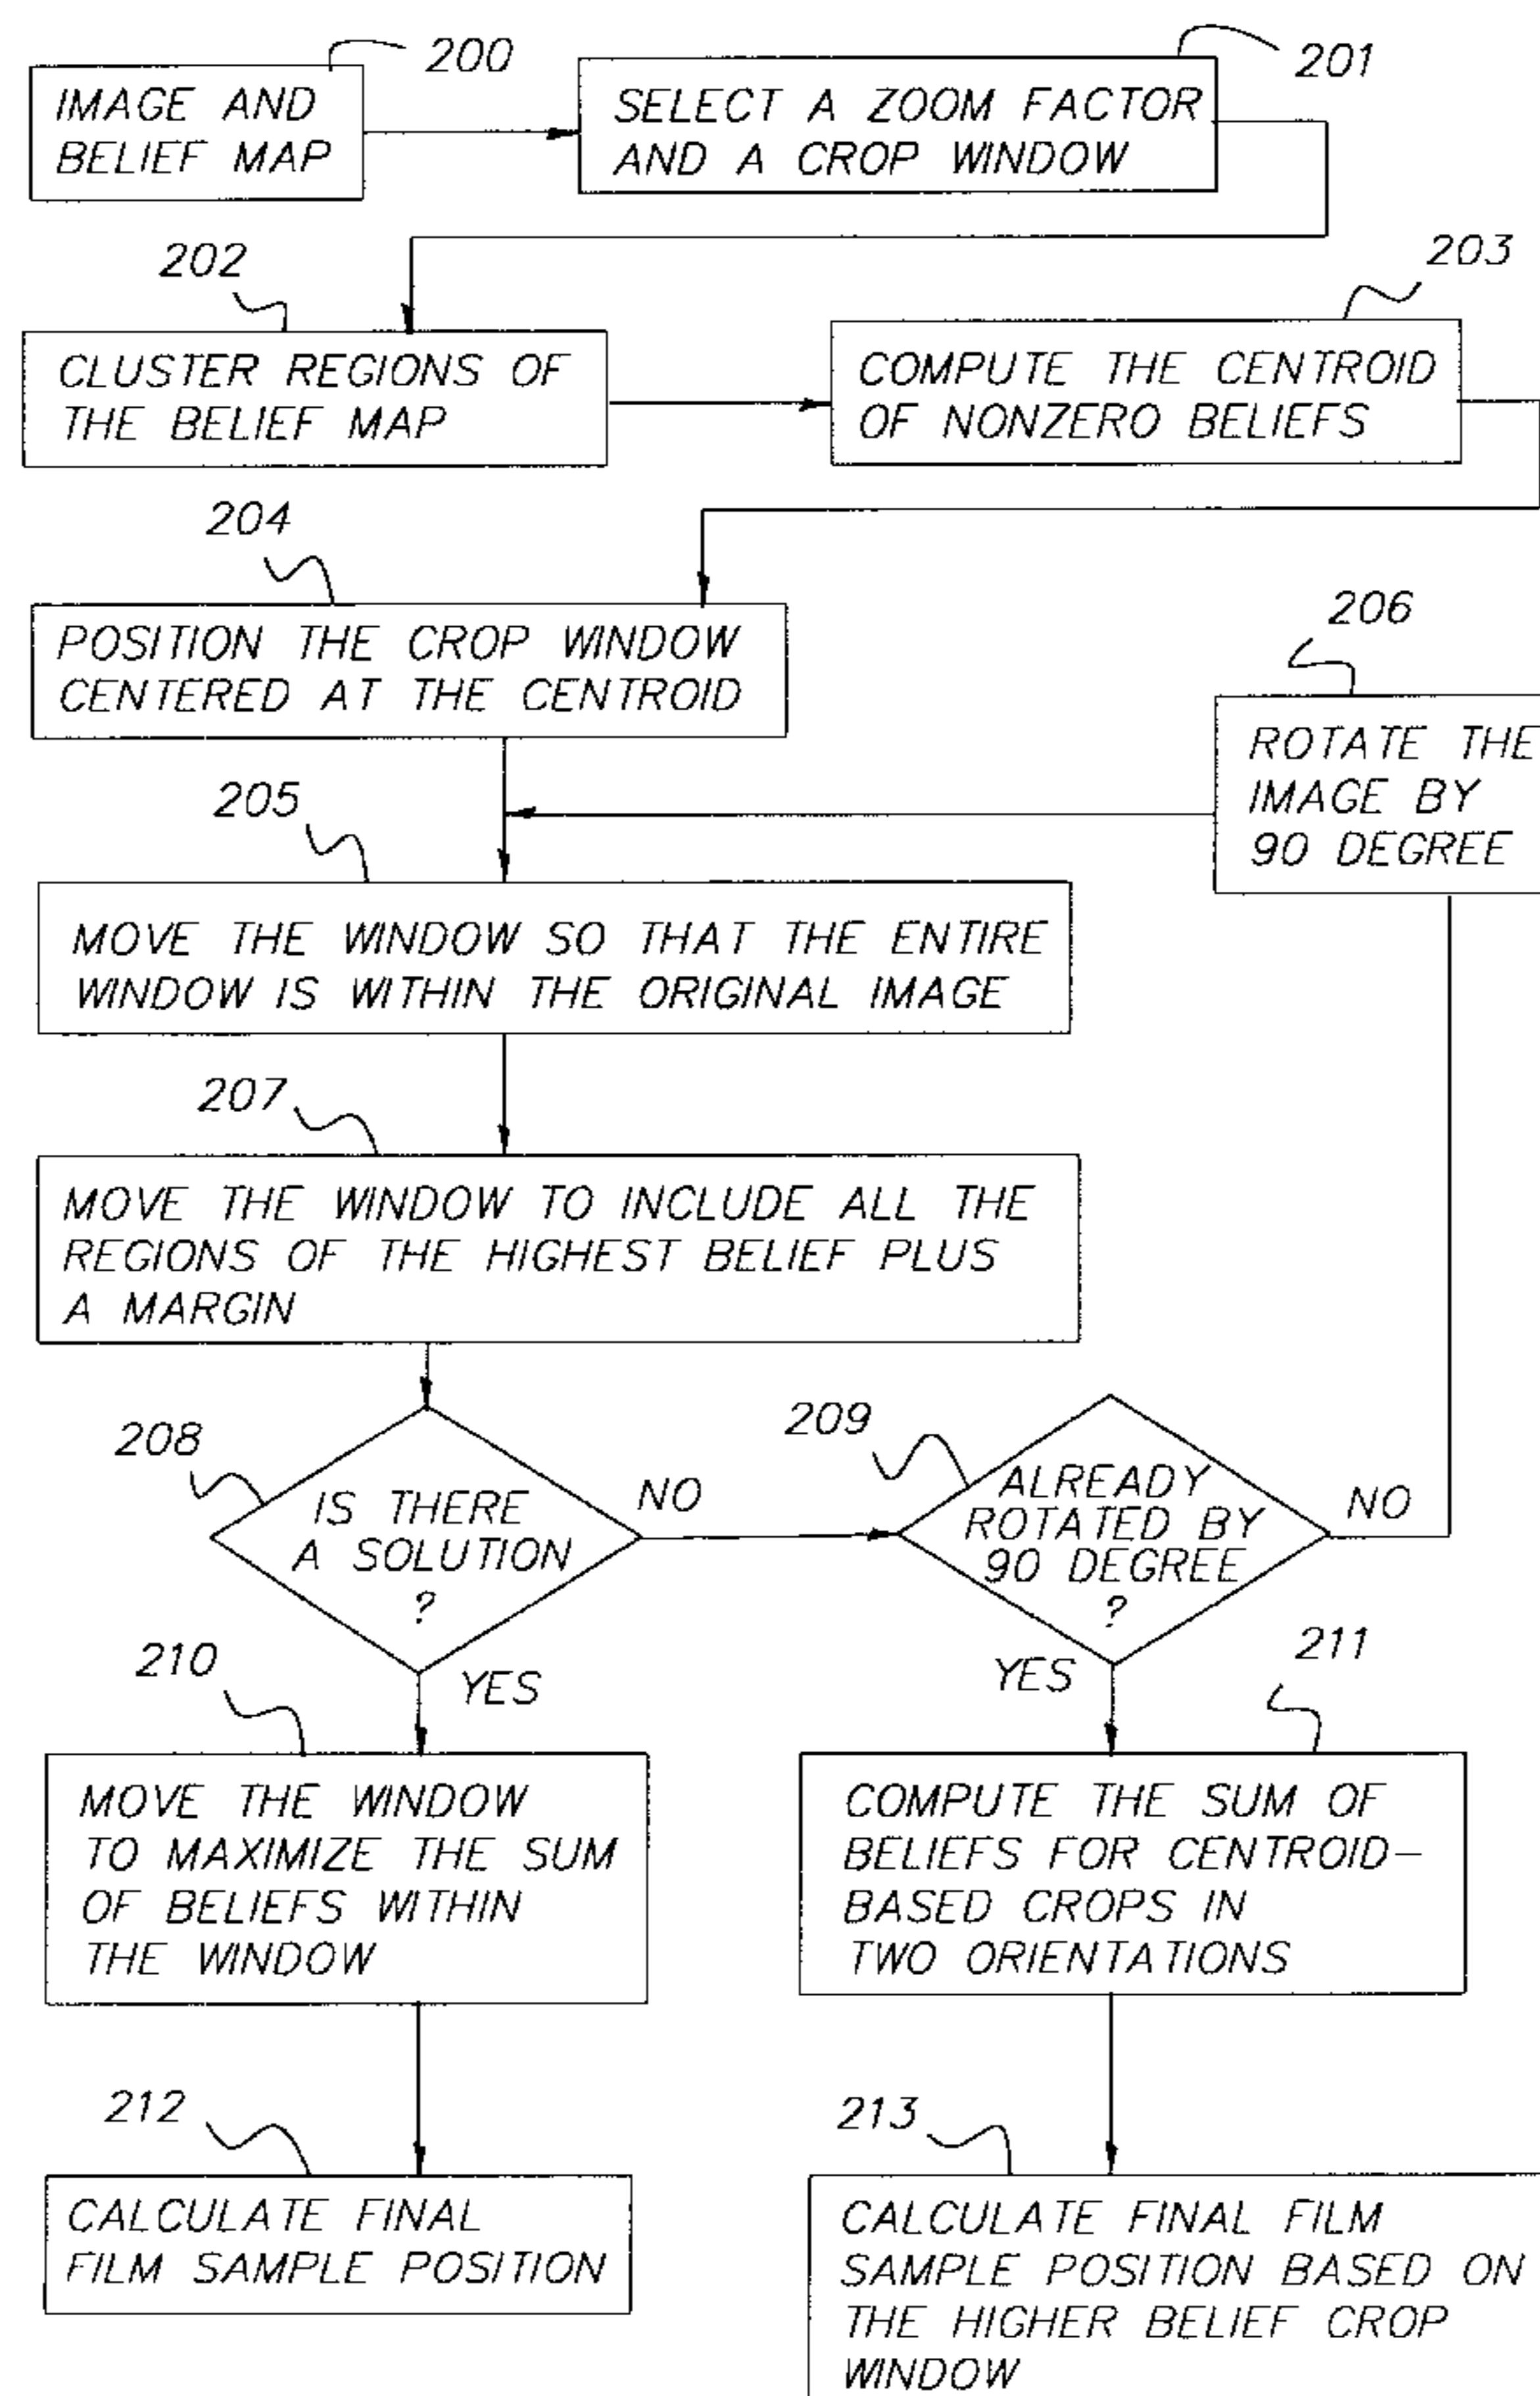 200
IMAGE AND
BELIEF MAP
201
SELECT A ZOOM FACTOR
AND A CROP WINDOW
202
CLUSTER REGIONS OF
THE BELIEF MAP
203
COMPUTE THE CENTROID
OF NONZERO BELIEFS
204
POSITION THE CROP WINDOW
CENTERED AT THE CENTROID
206
ROTATE THE
IMAGE BY
90 DEGREE
205
MOVE THE WINDOW SO THAT THE ENTIRE
WINDOW IS WITHIN THE ORIGINAL IMAGE
207
MOVE THE WINDOW TO INCLUDE ALL THE
REGIONS OF THE HIGHEST BELIEF PLUS
A MARGIN
208
IS THERE
A SOLUTION
?
NO
209
ALREADY
ROTATED BY
90 DEGREE
?
NO
YES
YES
210
MOVE THE WINDOW
TO MAXIMIZE THE SUM
OF BELIEFS WITHIN
THE WINDOW
211
COMPUTE THE SUM OF
BELIEFS FOR CENTROID-
BASED CROPS IN
TWO ORIENTATIONS
212
CALCULATE FINAL
FILM SAMPLE POSITION
213
CALCULATE FINAL FILM
SAMPLE POSITION BASED ON
THE HIGHER BELIEF CROP
WINDOW